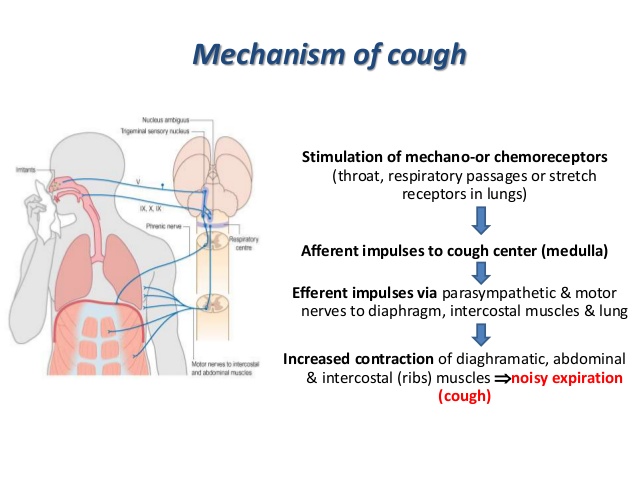 Mechanism of cough
Nucleus ambiguus
Trigeminal sensory nucleus
Irritants
V
IX, X, IX
Phrenic nerve
Respiratory
centre
Motor nerves to intercostal
and abdominal muscles
Stimulation of mechano-or chemoreceptors
(throat, respiratory passages or stretch
receptors in lungs)
Afferent impulses to cough center (medulla)
Efferent impulses via parasympathetic & motor
nerves to diaphragm, intercostal muscles & lung
Increased contraction of diaghramatic, abdominal
& intercostal (ribs) muscles ⇒noisy expiration
(cough)